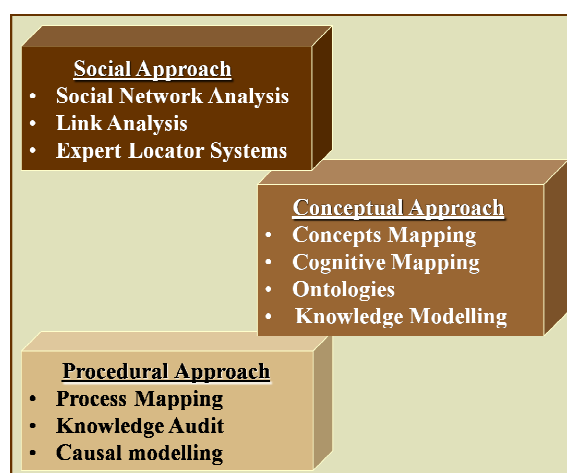 Social Approach
• Social Network Analysis
• Link Analysis
• Expert Locator Systems
Conceptual Approach
• Concepts Mapping
• Cognitive Mapping
• Ontologies
• Knowledge Modelling
Procedural Approach
• Process Mapping
• Knowledge Audit
• Causal modelling